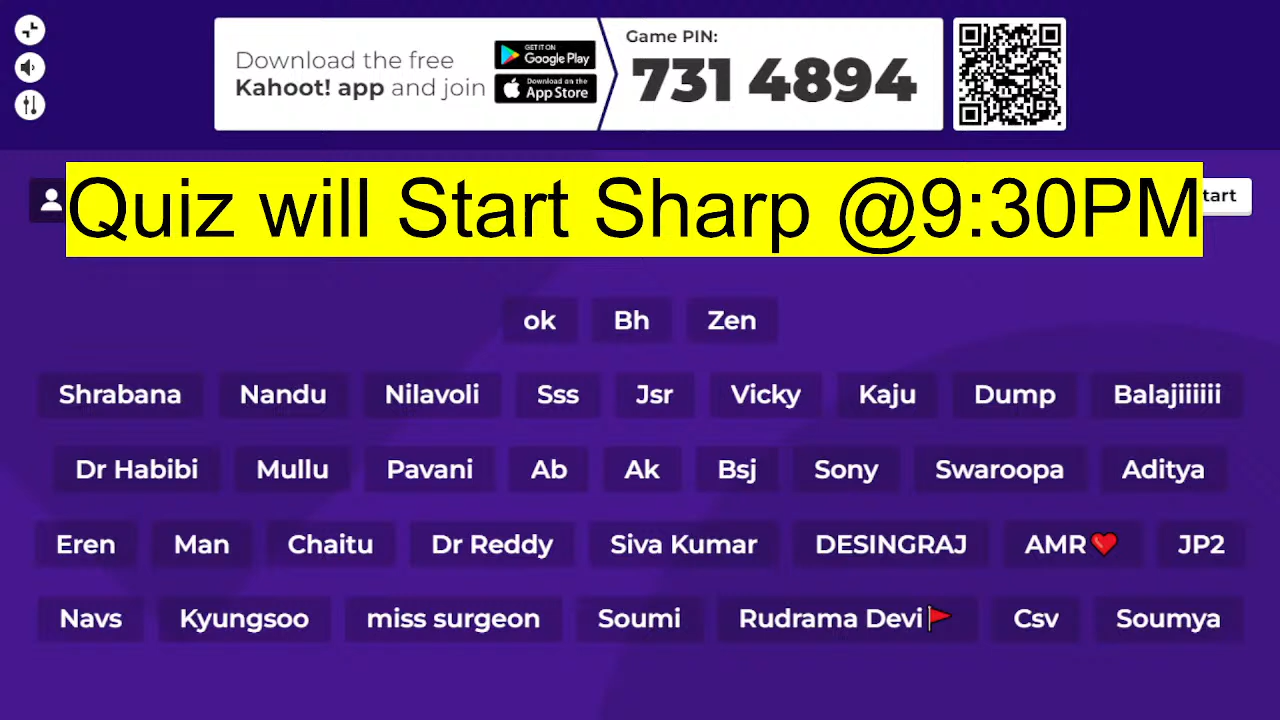 Download the free
Kahoot! app and join
GET IT ON
Google Play
Download on the
App Store
Game PIN:
731 4894
Quiz will Start Sharp @9:30PM
tart
ok Bh Zen
Shrabana Nandu Nilavoli Sss Jsr Vicky Kaju Dump Balajiiiiii
Dr Habibi Mullu Pavani Ab Ak Bsj Sony Swaroopa Aditya
Eren Man Chaitu Dr Reddy Siva Kumar DESINGRAJ AMR❤️ JP2
Navs Kyungsoo miss surgeon Soumi Rudrama Devi🚩 Csv Soumya